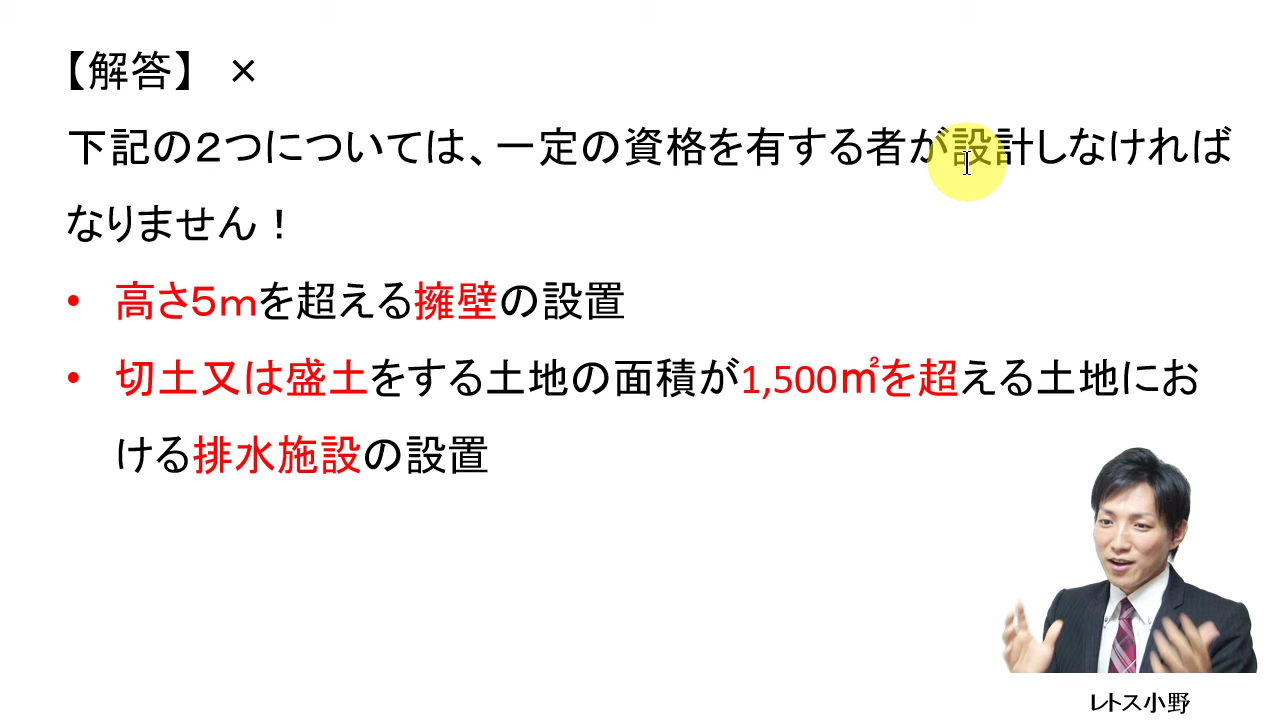 【解答】 ×
下記の２つについては、一定の資格を有する者が設計しなければ
なりません！
• 高さ５ｍを超える擁壁の設置
• 切土又は盛土をする土地の面積が1,500㎡を超える土地にお
ける排水施設の設置
レトス小野